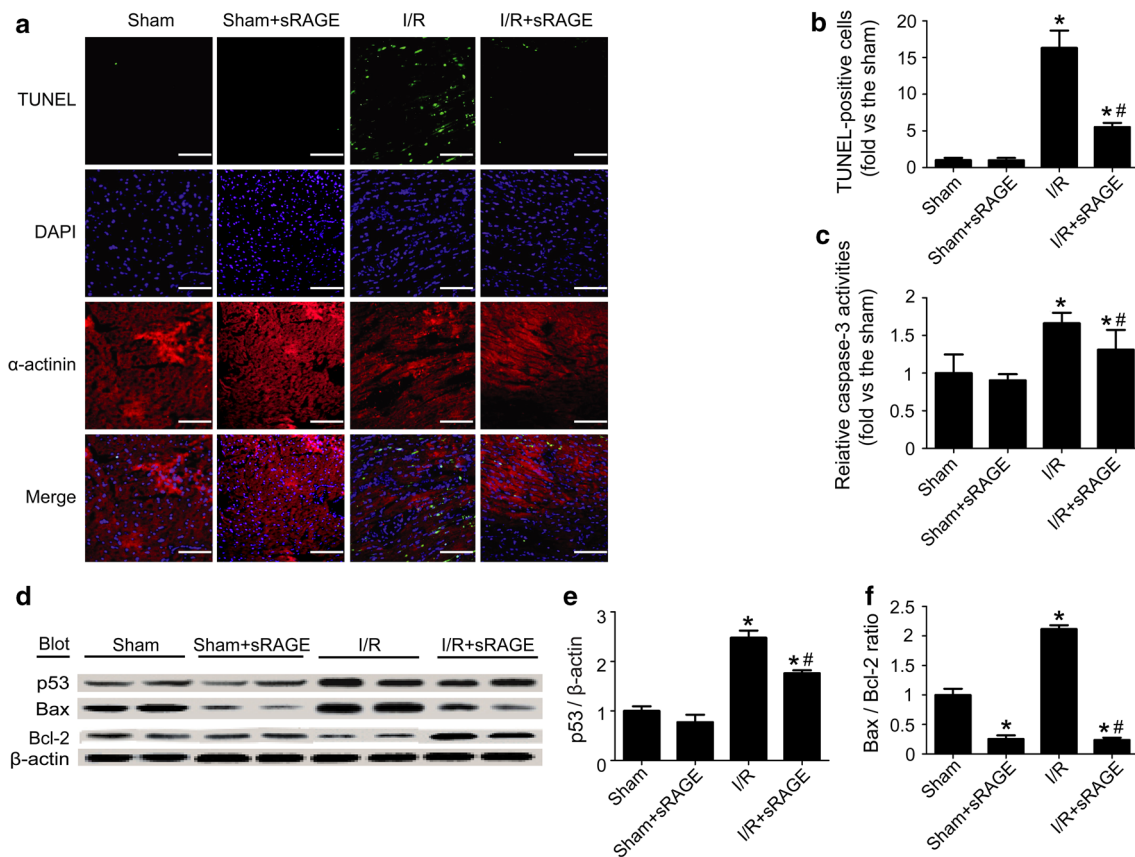 a
Sham Sham+sRAGE I/R I/R+sRAGE
TUNEL
DAPI
α-actinin
Merge
b
TUNEL-positive cells
(fold vs the sham)
20
15
10
5
0
*
* #
Sham
Sham+sRAGE
I/R
I/R+sRAGE
c
Reiative caspase-3 activities
(fold vs the sham)
2
1.5
1
0.5
0
*
* #
Sham
Sham+sRAGE
I/R
I/R+sRAGE
d
Blot Sham Sham+sRAGE I/R I/R+sRAGE
p53
Bax
Bcl-2
β-actin
e
p53 / β-actin
3
2
1
0
*
* #
Sham
Sham+sRAGE
I/R
I/R+sRAGE
f
Bax / Bcl-2 ratio
2.5
2
1.5
1
0.5
0
*
*
* #
Sham
Sham+sRAGE
I/R
I/R+sRAGE